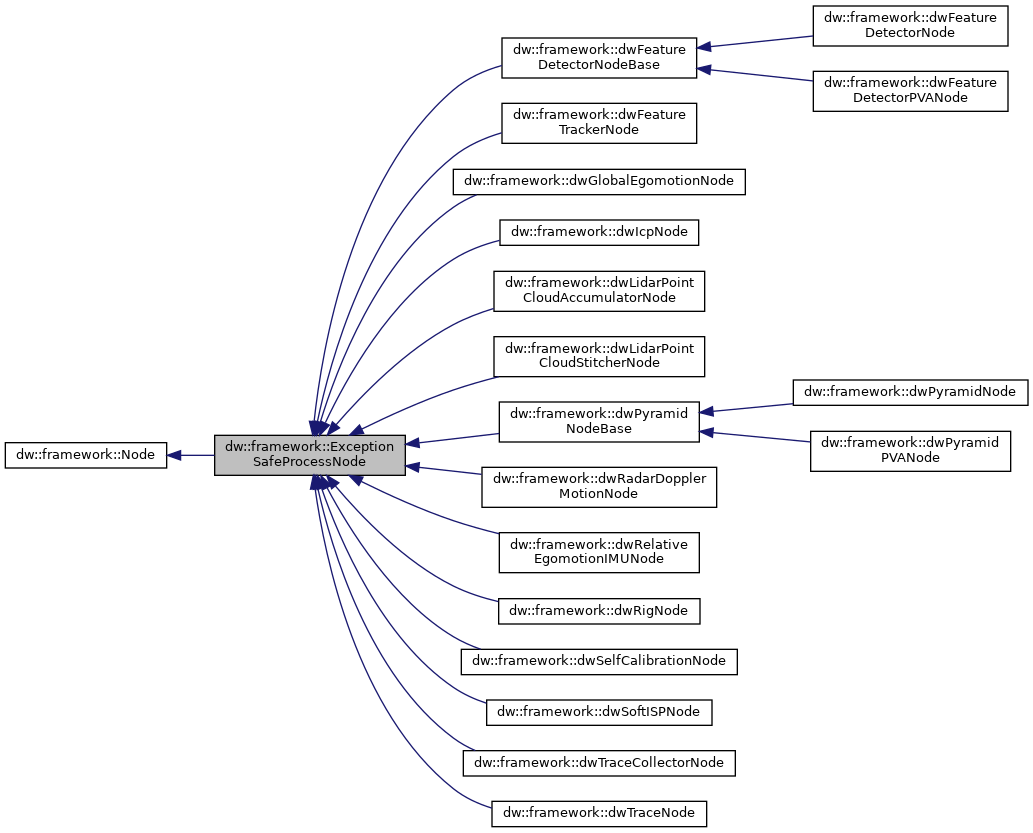 dw::framework::dwFeature
DetectorNode
dw::framework::dwFeature
DetectorNodeBase
dw::framework::dwFeature
DetectorPVANode
dw::framework::dwFeature
TrackerNode
dw::framework::dwGlobalEgomotionNode
dw::framework::dwIcpNode
dw::framework::dwLidarPoint
CloudAccumulatorNode
dw::framework::dwLidarPoint
CloudStitcherNode
dw::framework::dwPyramidNode
dw::framework::dwPyramid
NodeBase
dw::framework::dwPyramid
PVANode
dw::framework::Node
dw::framework::Exception
SafeProcessNode
dw::framework::dwRadarDoppler
MotionNode
dw::framework::dwRelative
EgomotionIMUNode
dw::framework::dwRigNode
dw::framework::dwSelfCalibrationNode
dw::framework::dwSoftISPNode
dw::framework::dwTraceCollectorNode
dw::framework::dwTraceNode